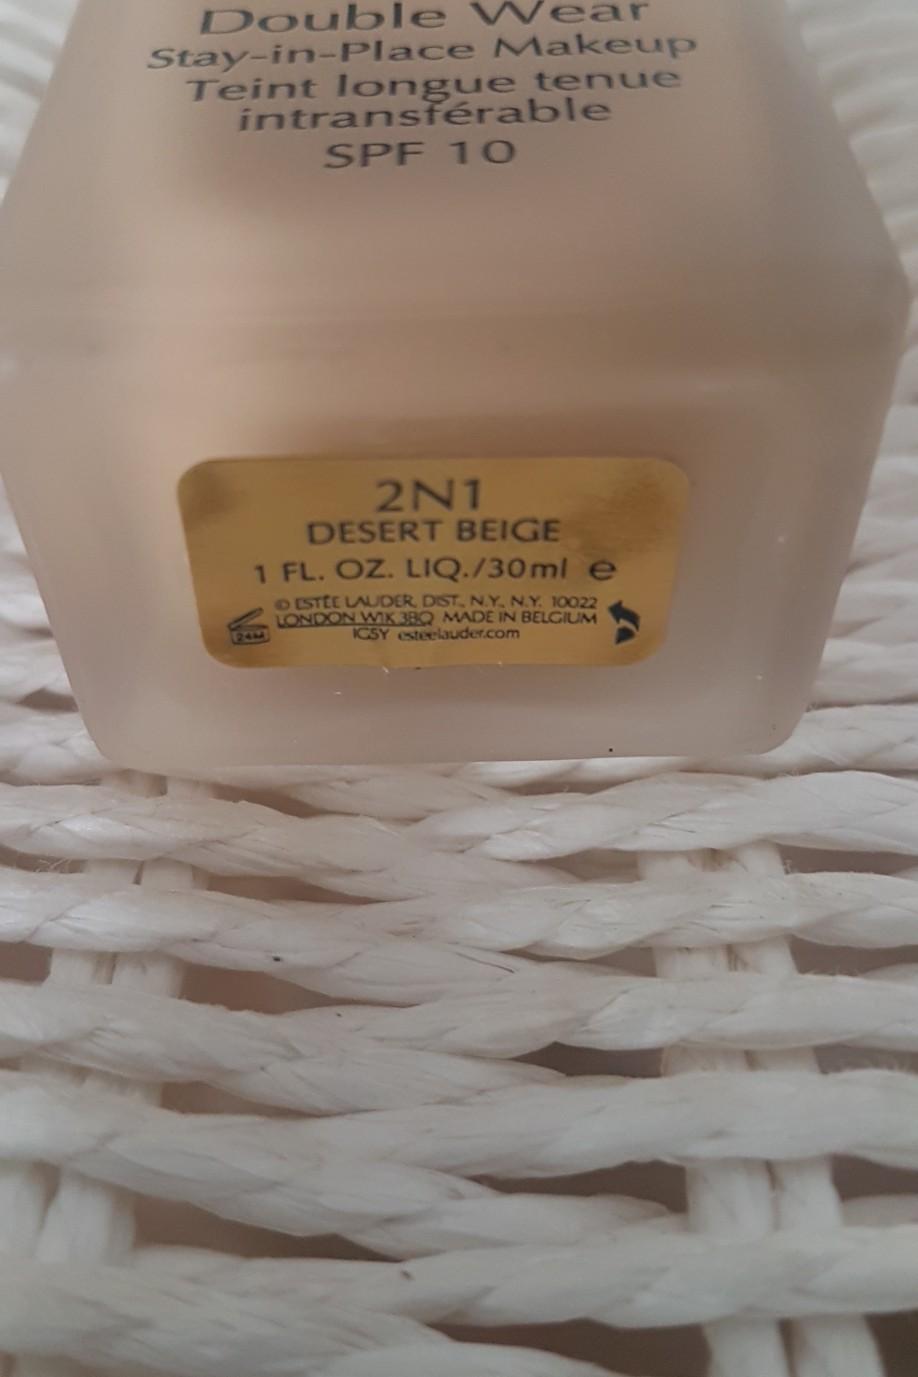 Double Wear
Stay-in-Place Makeup
Teint longue tenue
intransférable
SPF 10
2N1
DESERT BEIGE
1 FL. OZ. LIQ./30ml e
© ESTÉE LAUDER, DIST., N.Y., N.Y. 10022
LONDON W1K 3BQ MADE IN BELGIUM
24M
IG5Y esteelauder.com